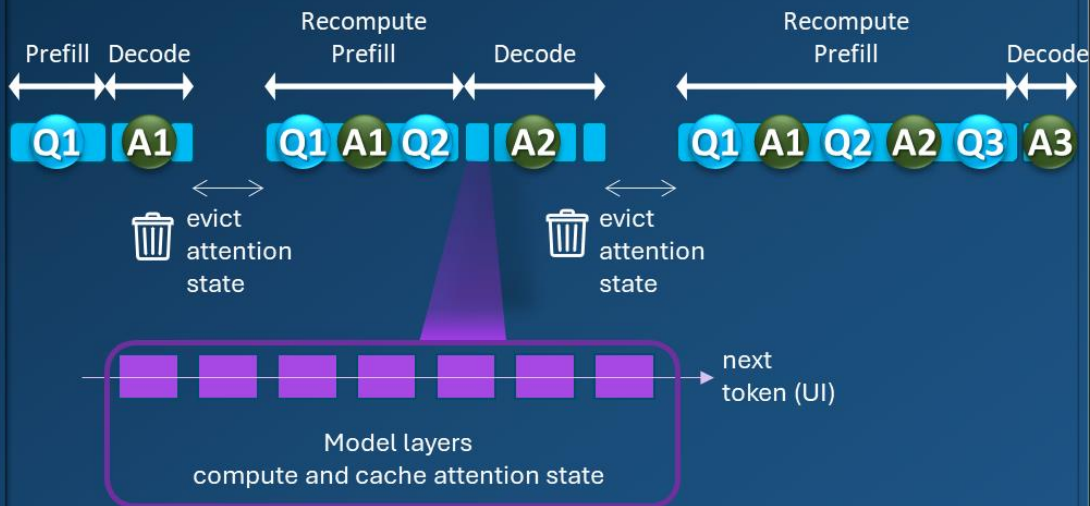 Prefill
Decode
Recompute
Prefill
Decode
Recompute
Prefill
Decode
Q1
A1
Q1
A1
Q2
A2
Q1
A1
Q2
A2
Q3
A3
evict
attention
state
evict
attention
state
next
token (UI)
Model layers
compute and cache attention state